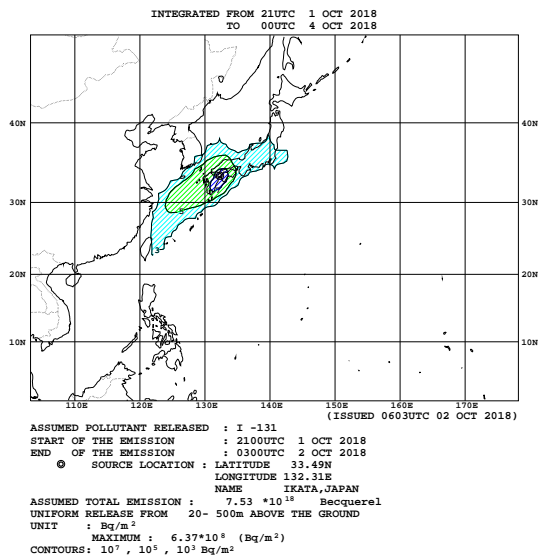 INTEGRATED FROM 21UTC 1 OCT 2018
TO 00UTC 4 OCT 2018
40N 40N
30N 30N
5
3
20N 20N
10N 10N
110E 120E 130E 140E 150E 160E 170E
(ISSUED 0603UTC 02 OCT 2018)
ASSUMED POLLUTANT RELEASED : I -131
START OF THE EMISSION : 2100UTC 1 OCT 2018
END OF THE EMISSION : 0300UTC 2 OCT 2018
◎ SOURCE LOCATION : LATITUDE 33.49N
LONGITUDE 132.31E
NAME IKATA,JAPAN
ASSUMED TOTAL EMISSION : 7.53 *10¹⁸ Becquerel
UNIFORM RELEASE FROM 20- 500m ABOVE THE GROUND
UNIT : Bq/m²
MAXIMUM : 6.37*10⁸ (Bq/m²)
CONTOURS: 10⁷ , 10⁵ , 10³ Bq/m²